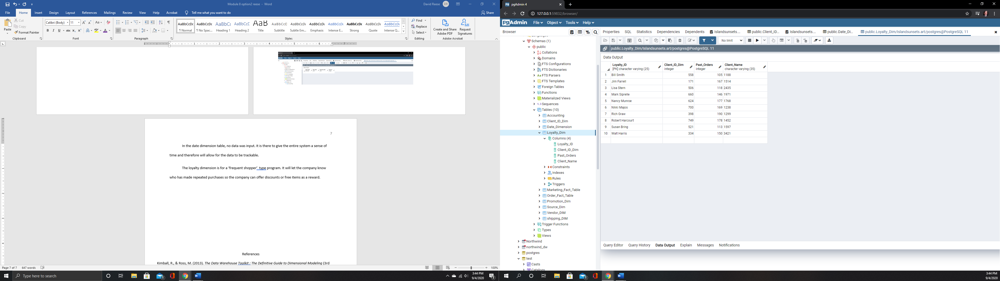 Module 8 option2 reese - Word
David Reese DR
File Home Insert Design Layout References Mailings Review View Help Acrobat Tell me what you want to do Share
Paste
Cut
Copy
Format Painter
Clipboard
Calibri (Body) 11
Font
Paragraph
AaBbCcDc AaBbCcDc AaBbC( AaBbCcE AaB AaBbCcD AaBbCcDc AaBbCcDc AaBbCcDc AaBbCcDc AaBbCcDc AaBbCcDc
¶ Normal ¶ No Spac... Heading 1 Heading 2 Title Subtitle Subtle Em... Emphasis Intense E... Strong Quote Intense Q...
Styles
Find
Replace
Select
Editing
Create and Share Adobe PDF
Request Signatures
Adobe Acrobat
7
In the date dimension table, no data was input. It is there to give the entire system a sense of
time and therefore will allow for the data to be trackable.
The loyalty dimension is for a ‘frequent shopper’  type program. It will let the company know
who has made repeated purchases so the company can offer discounts or free items as a reward.
References
Kimball, R., & Ross, M. (2013). The Data Warehouse Toolkit : The Definitive Guide to Dimensional Modeling (3rd
Page 7 of 7 647 words
100%
Type here to search
3:44 PM
9/4/2020
pgAdmin 4
127.0.0.1:59832/browser/
pgAdmin File Object Tools Help
Browser
Properties SQL Statistics Dependencies Dependents Islandsunsets.... public.Client_ID... Islandsunsets.... public.Date_Di... public.Loyalty_Dim/Islandsunsets.art/postgres@PostgreSQL 11
No limit
public.Loyalty_Dim/Islandsunsets.art/postgres@PostgreSQL 11
Languages
Schemas (1)
public
Collations
Domains
FTS Configurations
FTS Dictionaries
FTS Parsers
FTS Templates
Foreign Tables
Functions
Materialized Views
Sequences
Tables (10)
Accounting
Client_ID_Dim
Date_Dimension
Loyalty_Dim
Columns (4)
Loyalty_ID
Client_ID_Dim
Past_Orders
Client_Name
Constraints
Indexes
Rules
Triggers
Marketing_Fact_Table
Order_Fact_Table
Promotion_Dim
Source_Dim
Vendor_DIM
shipping_DIM
Trigger Functions
Types
Views
Northwind
northwind_dw
postgres
test
Casts
Catalogs
Data Output
Loyalty_ID Client_ID_Dim Past_Orders Client_Name
[PK] character varying (25) integer integer character varying (35)
1 Bill Smith 558 105 1188
2 Jim Farrell 171 167 1514
3 Lisa Stern 506 118 2435
4 Mark Siprelle 660 146 1971
5 Nancy Munroe 624 177 1768
6 Nikki Majos 700 169 1238
7 Rich Graw 398 190 1299
8 Robert Harcourt 749 178 1452
9 Susan Bring 521 113 1597
10 Walt Harris 334 150 3421
Query Editor Query History Data Output Explain Messages Notifications
3:44 PM
9/4/2020